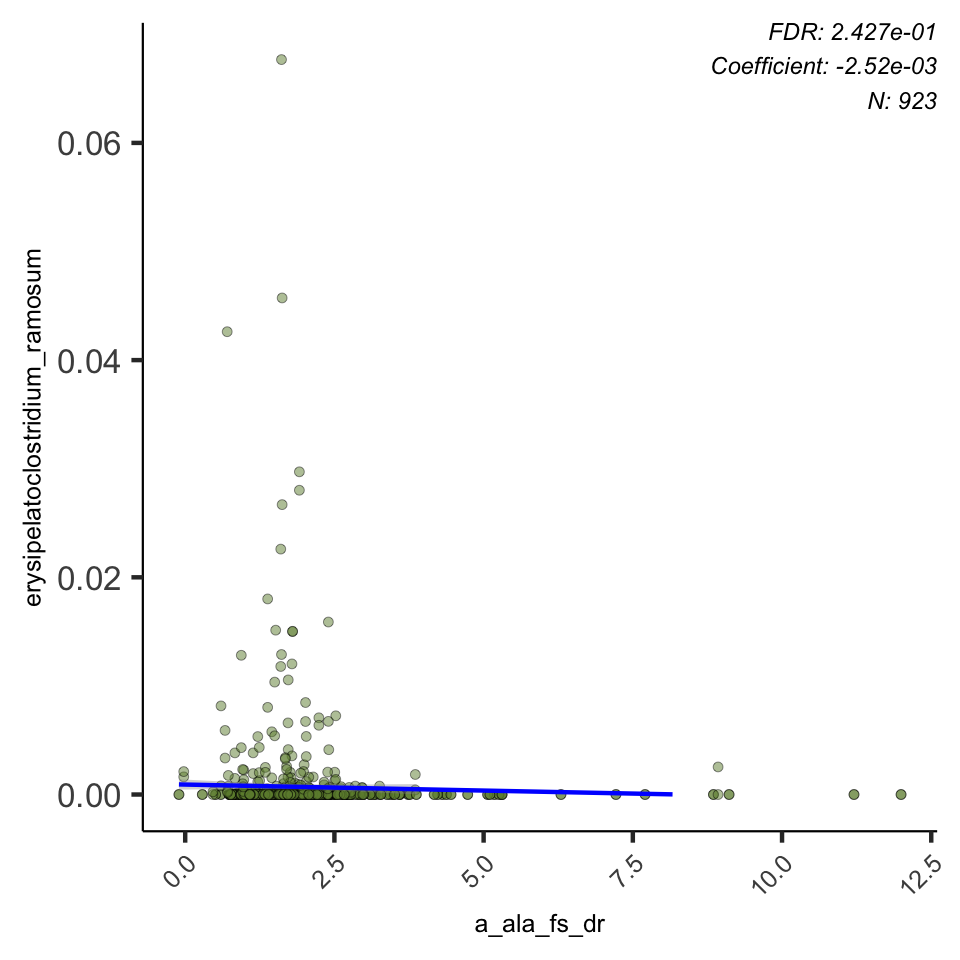 FDR: 2.427e-01
Coefficient: -2.52e-03
N: 923
erysipelatoclostridium_ramosum
0.06
0.04
0.02
0.00
0.0
2.5
5.0
7.5
10.0
12.5
a_ala_fs_dr